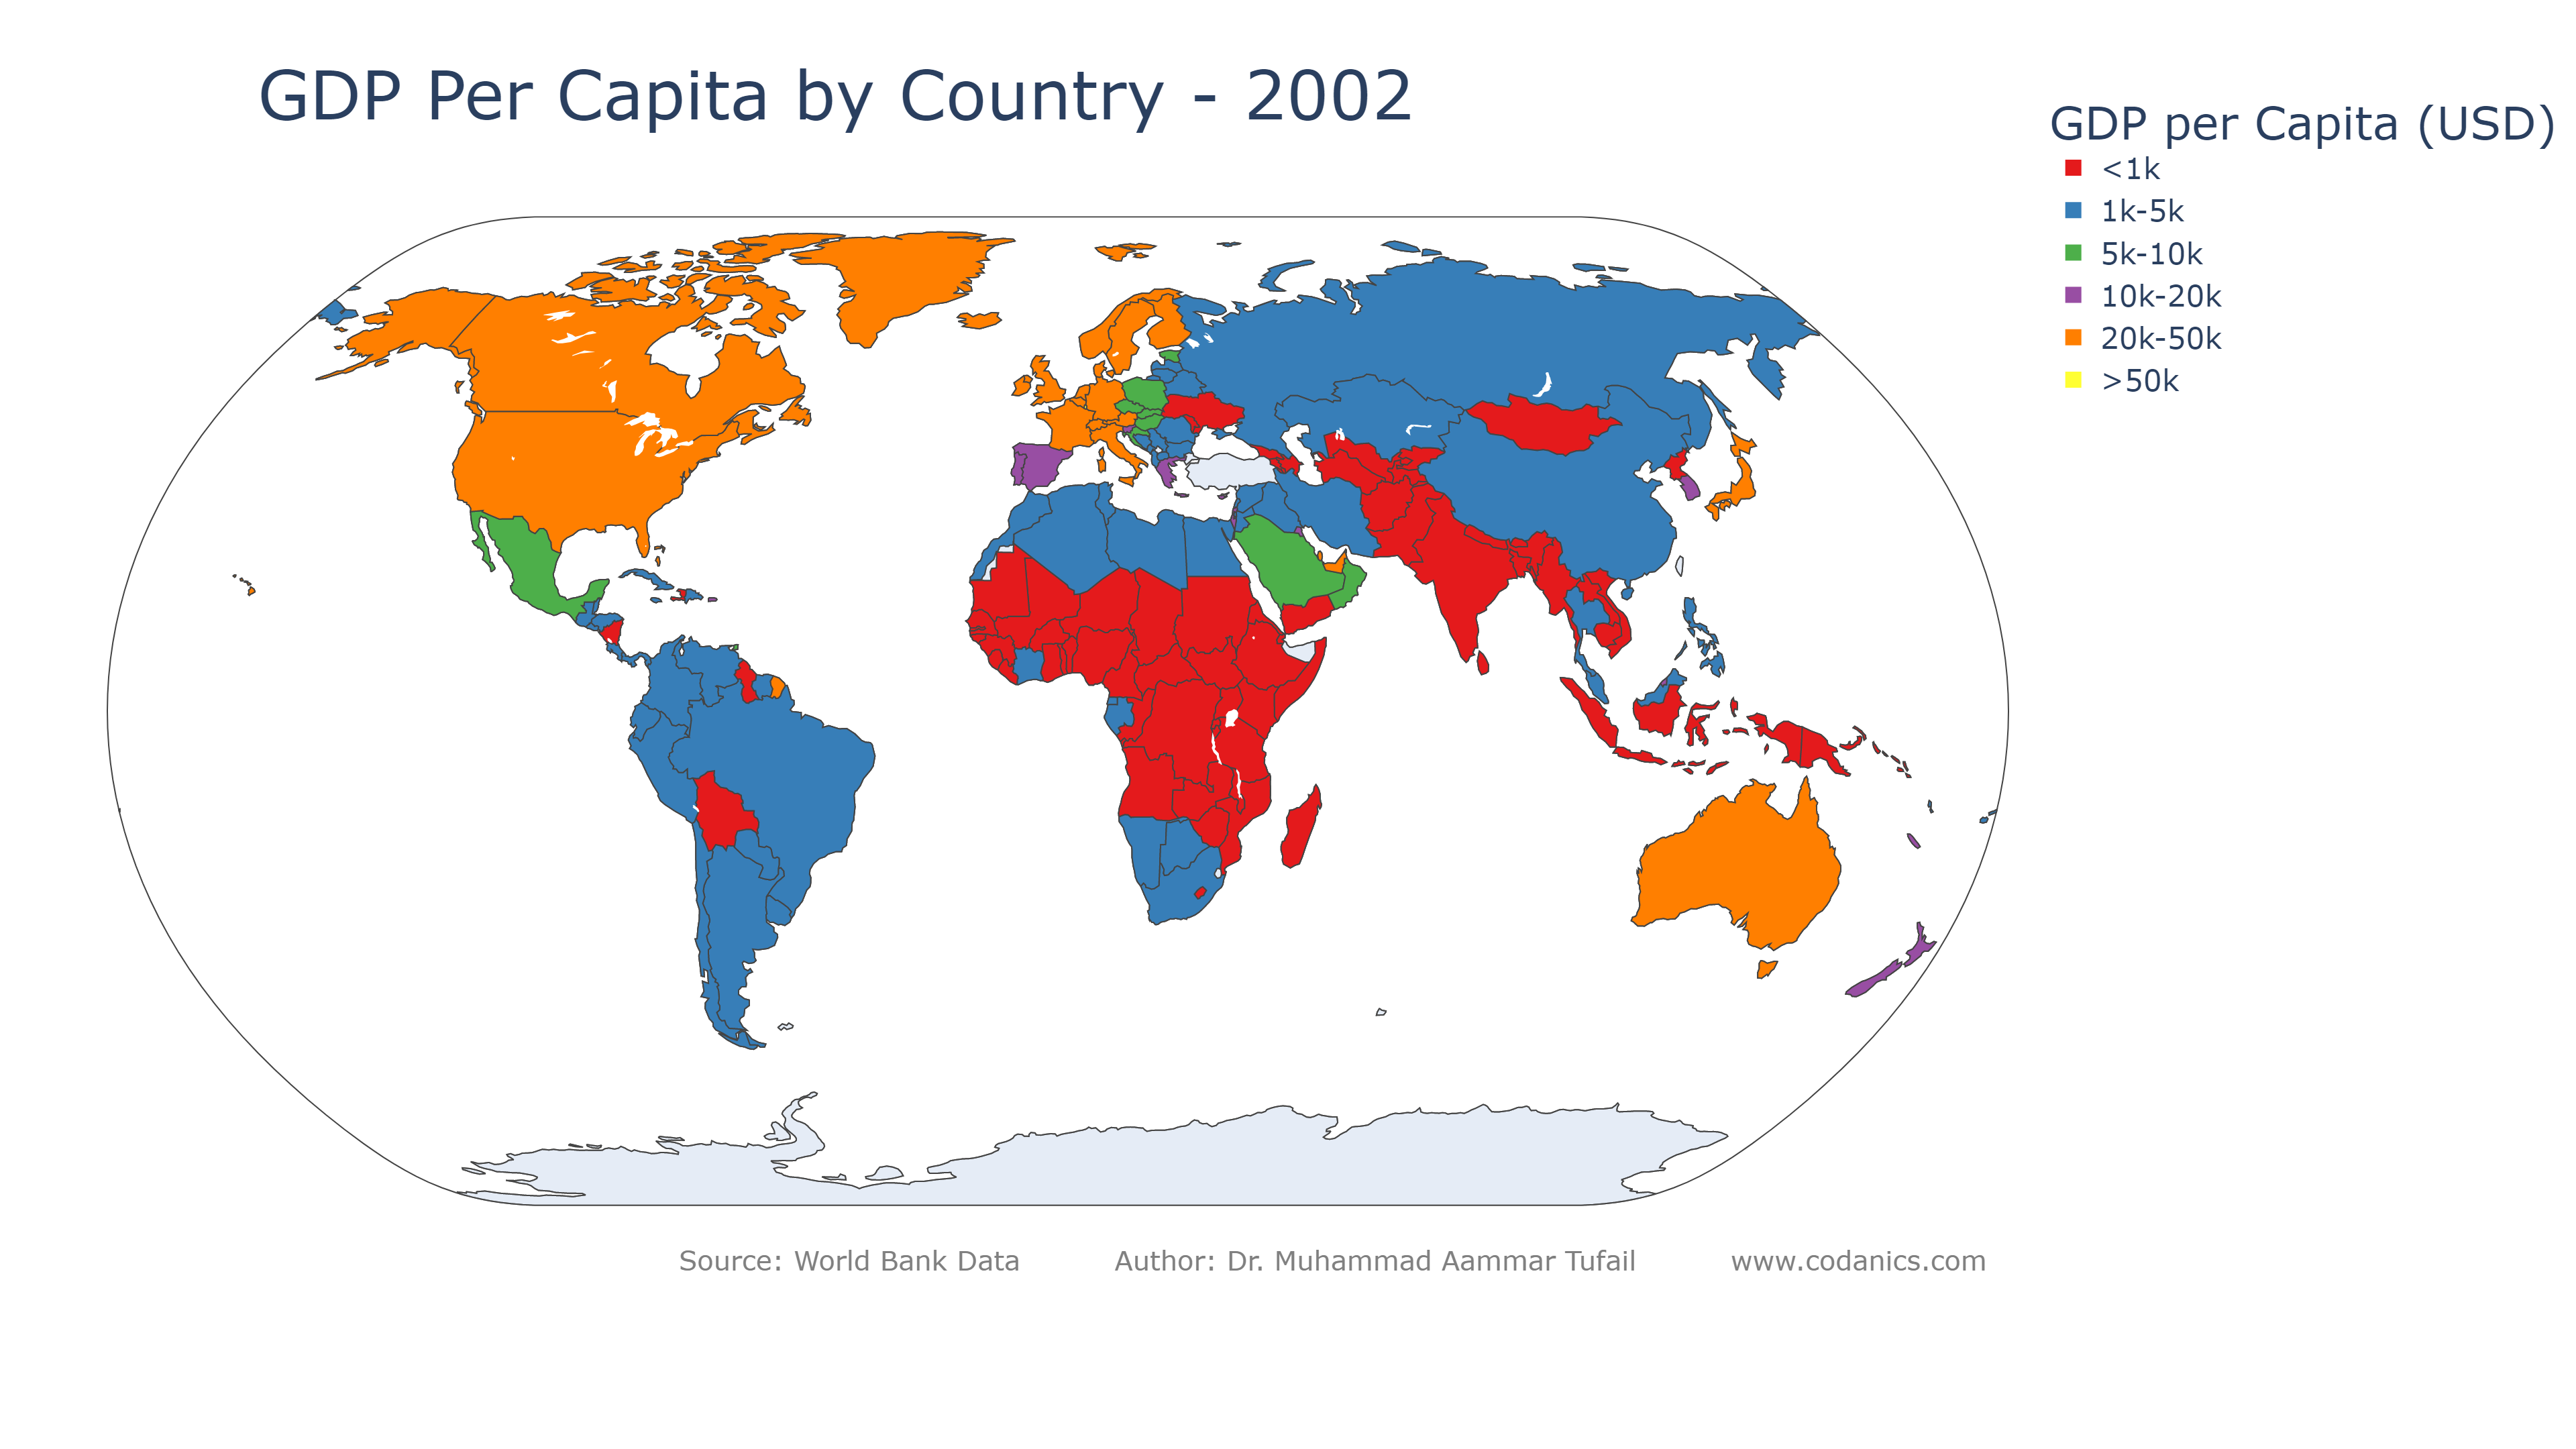 GDP Per Capita by Country - 2002
GDP per Capita (USD)
<1k
1k-5k
5k-10k
10k-20k
20k-50k
>50k
Source: World Bank Data Author: Dr. Muhammad Aammar Tufail www.codanics.com